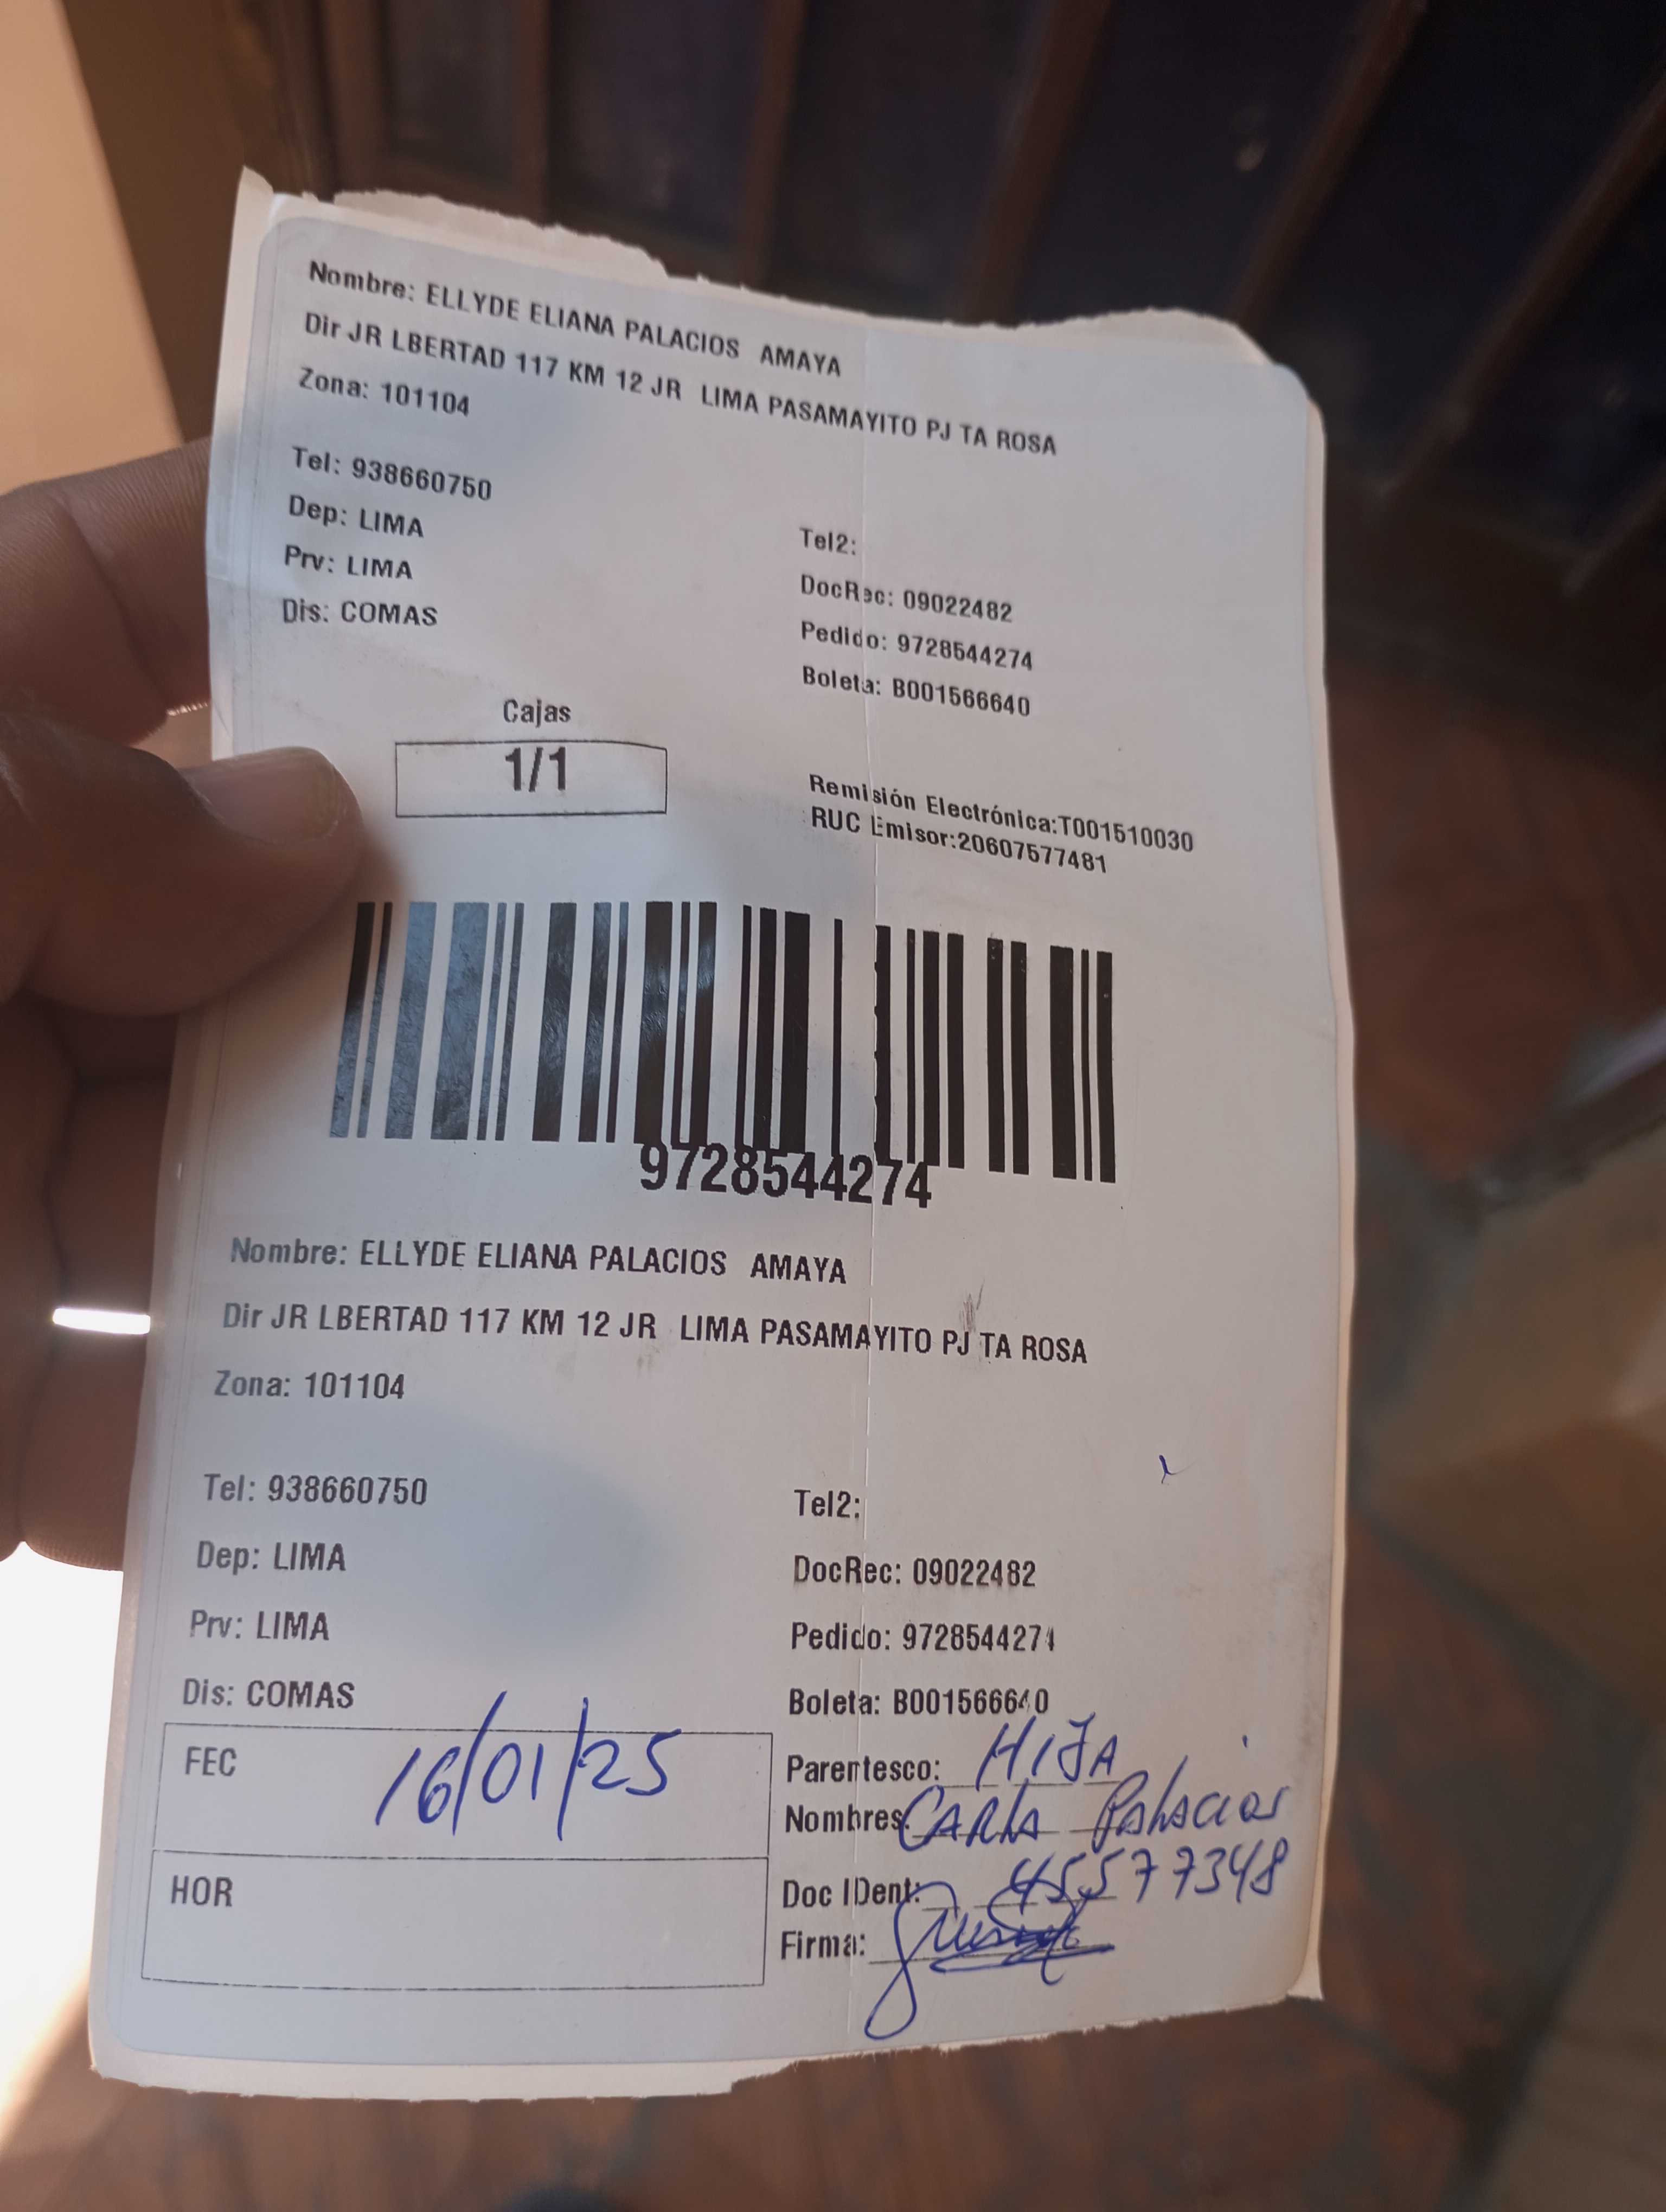 Nombre: ELLYDE ELIANA PALACIOS AMAYA
Dir JR LBERTAD 117 KM 12 JR LIMA PASAMAYITO PJ TA ROSA
Zona: 101104
Tel: 938660750
Tel2:
Dep: LIMA
DocRec: 09022482
Prv: LIMA
Pedido: 9728544274
Dis: COMAS
Boleta: B001566640
Cajas
1/1
Remisión Electrónica:T001510030
RUC Emisor:20607577481
9728544274
Nombre: ELLYDE ELIANA PALACIOS AMAYA
Dir JR LBERTAD 117 KM 12 JR LIMA PASAMAYITO PJ TA ROSA
Zona: 101104
Tel: 938660750
Tel2:
Dep: LIMA
DocRec: 09022482
Prv: LIMA
Pedido: 9728544274
Dis: COMAS
Boleta: B001566640
FEC 16/01/25
Parentesco: HIJA
Nombres: CARLA Palacios
HOR
Doc IDent: 45577348
Firma: